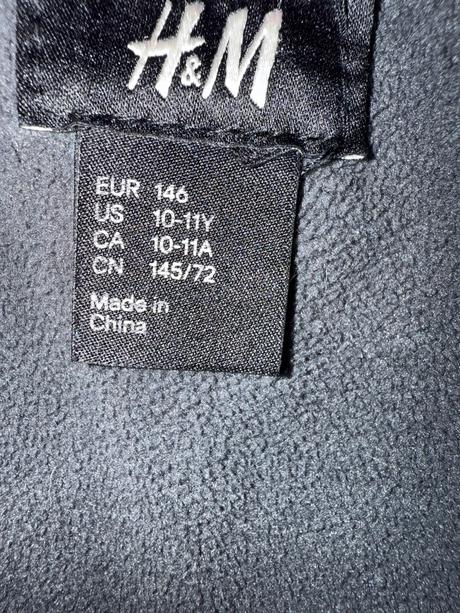 H&M
EUR 146
US 10-11Y
CA 10-11A
CN 145/72
Made in
China